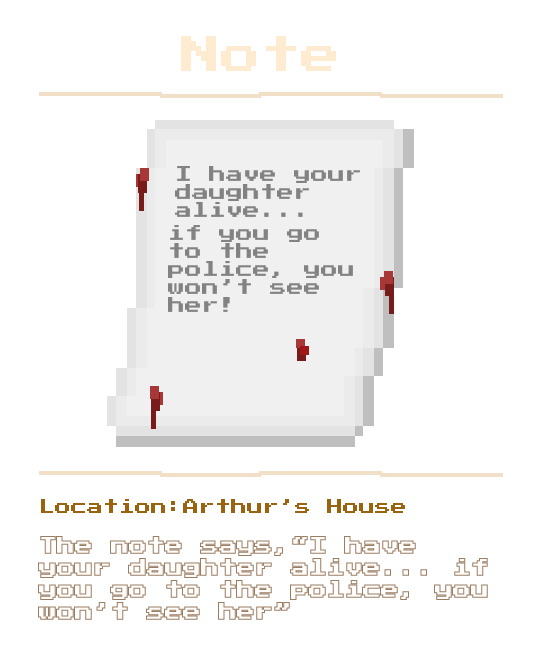 Note
I have your
daughter
alive...
if you go
to the
police, you
won't see
her!
Location:Arthur's House
The note says,"I have
your daughter alive... if
you go to the police, you
won't see her"